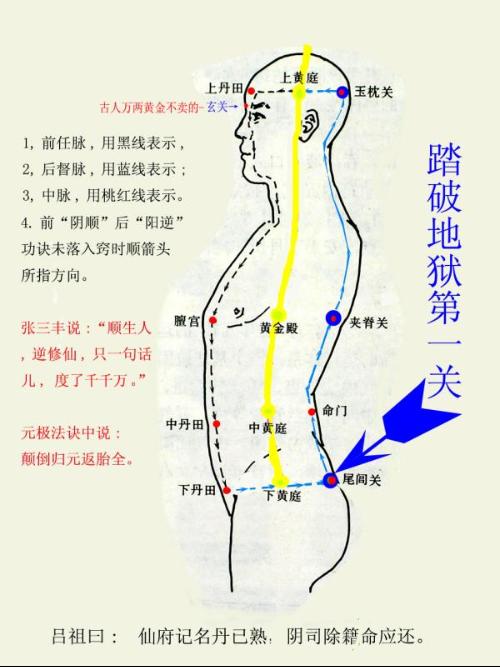 上黄庭
上丹田
玉枕关
古人万两黄金不卖的-玄关→
1, 前任脉，用黑线表示，
2, 后督脉，用蓝线表示；
3, 中脉，用桃红线表示。
4. 前“阴顺”后“阳逆”
功诀未落入窍时顺箭头
所指方向。
踏破地狱第一关
张三丰说：“顺生人
，逆修仙，只一句话
儿，度了千千万。”
膻宫
黄金殿
夹脊关
元极法诀中说：
颠倒归元返胎全。
中丹田
中黄庭
命门
下丹田
下黄庭
尾闾关
吕祖曰： 仙府记名丹已熟，阴司除籍命应还。